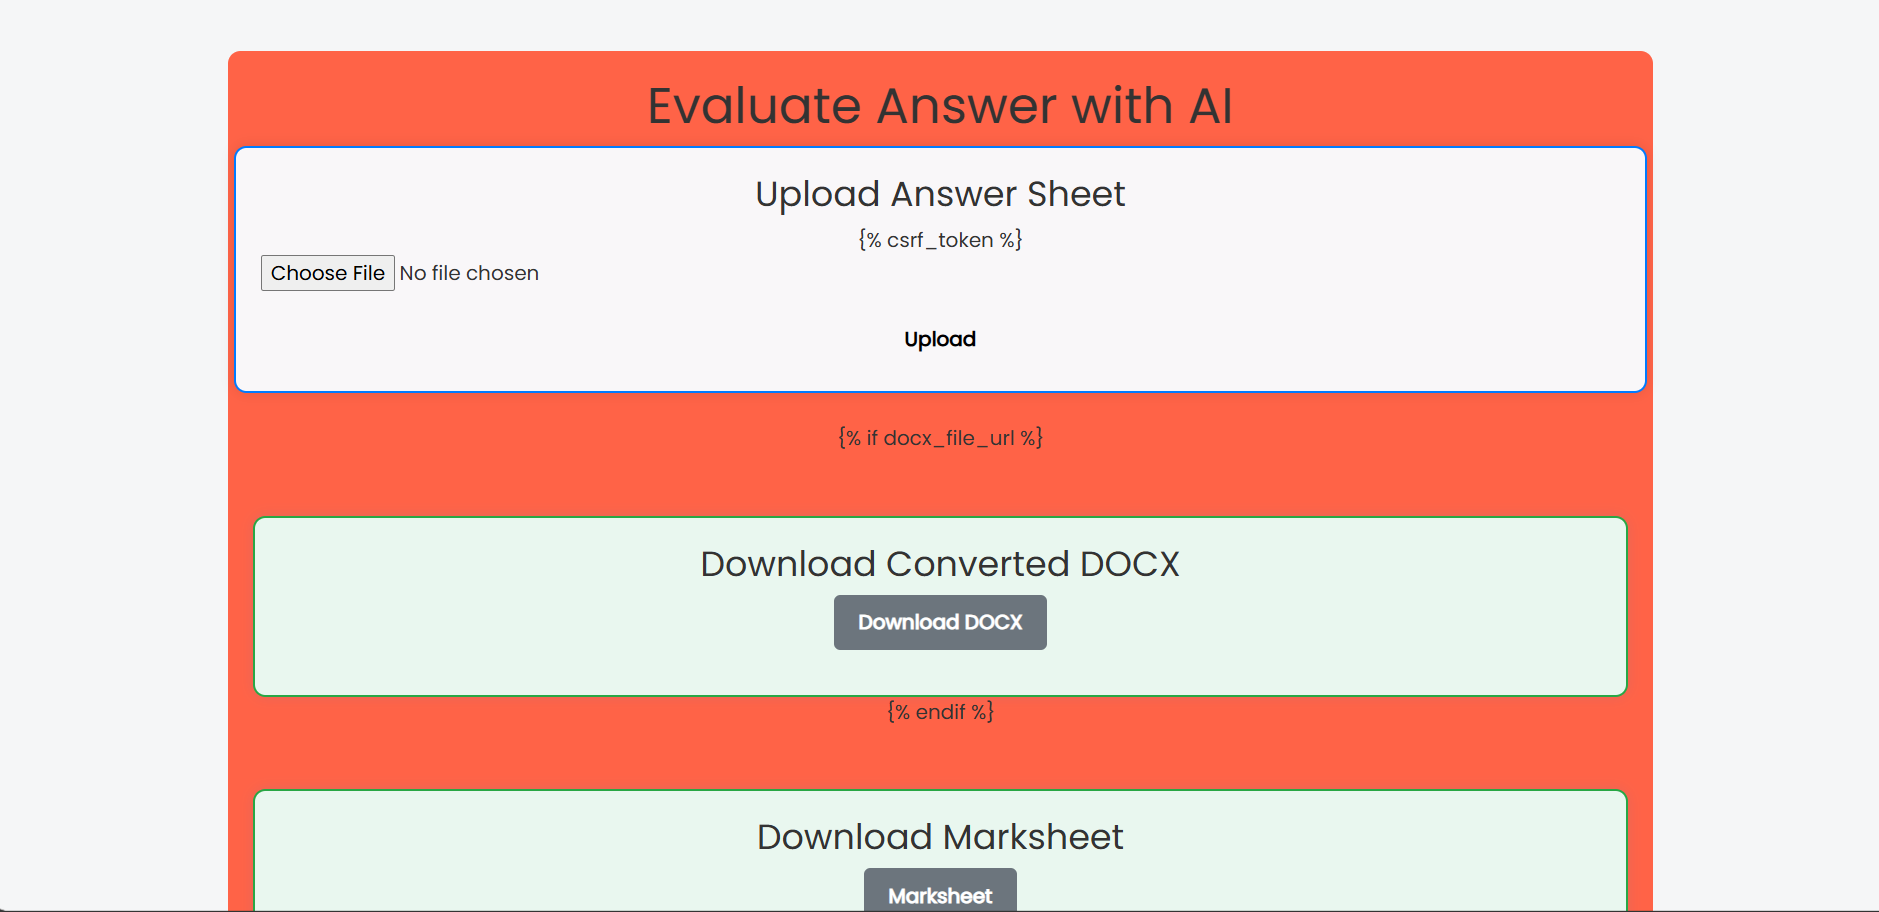 Evaluate Answer with AI
Upload Answer Sheet
{% csrf_token %}
Choose File No file chosen
Upload
{% if docx_file_url %}
Download Converted DOCX
Download DOCX
{% endif %}
Download Marksheet
Marksheet